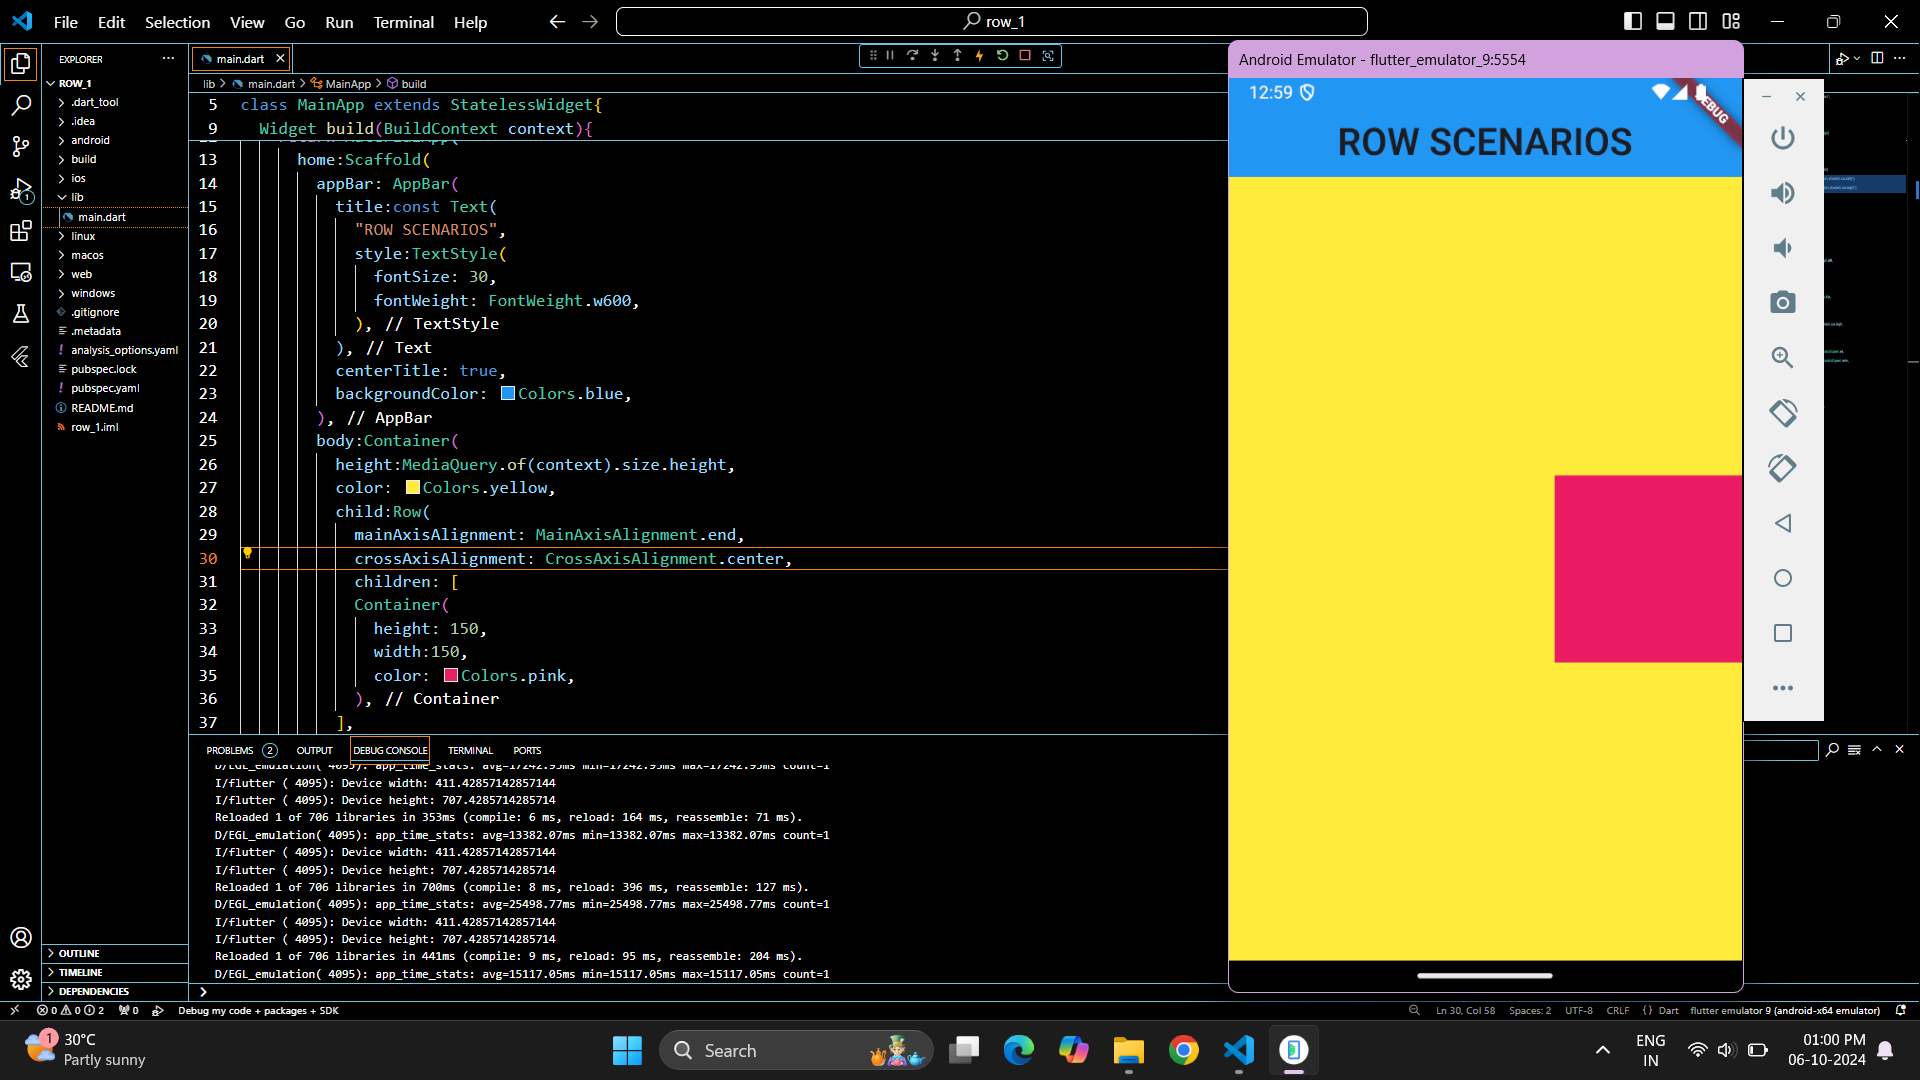 File Edit Selection View Go Run Terminal Help
row_1
EXPLORER
ROW_1
.dart_tool
.idea
android
build
ios
lib
main.dart
linux
macos
web
windows
.gitignore
.metadata
analysis_options.yaml
pubspec.lock
pubspec.yaml
README.md
row_1.iml
OUTLINE
TIMELINE
DEPENDENCIES
main.dart
lib > main.dart > MainApp > build
5 class MainApp extends StatelessWidget{
9 Widget build(BuildContext context){
13 home:Scaffold(
14 appBar: AppBar(
15 title:const Text(
16 "ROW SCENARIOS",
17 style:TextStyle(
18 fontSize: 30,
19 fontWeight: FontWeight.w600,
20 ), // TextStyle
21 ), // Text
22 centerTitle: true,
23 backgroundColor: Colors.blue,
24 ), // AppBar
25 body:Container(
26 height:MediaQuery.of(context).size.height,
27 color: Colors.yellow,
28 child:Row(
29 mainAxisAlignment: MainAxisAlignment.end,
30 crossAxisAlignment: CrossAxisAlignment.center,
31 children: [
32 Container(
33 height: 150,
34 width:150,
35 color: Colors.pink,
36 ), // Container
37 ],
PROBLEMS 2 OUTPUT DEBUG CONSOLE TERMINAL PORTS
D/EGL_emulation( 4095): app_time_stats: avg=17242.95ms min=17242.95ms max=17242.95ms count=1
I/flutter ( 4095): Device width: 411.42857142857144
I/flutter ( 4095): Device height: 707.4285714285714
Reloaded 1 of 706 libraries in 353ms (compile: 6 ms, reload: 164 ms, reassemble: 71 ms).
D/EGL_emulation( 4095): app_time_stats: avg=13382.07ms min=13382.07ms max=13382.07ms count=1
I/flutter ( 4095): Device width: 411.42857142857144
I/flutter ( 4095): Device height: 707.4285714285714
Reloaded 1 of 706 libraries in 700ms (compile: 8 ms, reload: 396 ms, reassemble: 127 ms).
D/EGL_emulation( 4095): app_time_stats: avg=25498.77ms min=25498.77ms max=25498.77ms count=1
I/flutter ( 4095): Device width: 411.42857142857144
I/flutter ( 4095): Device height: 707.4285714285714
Reloaded 1 of 706 libraries in 441ms (compile: 9 ms, reload: 95 ms, reassemble: 204 ms).
D/EGL_emulation( 4095): app_time_stats: avg=15117.05ms min=15117.05ms max=15117.05ms count=1
Android Emulator - flutter_emulator_9:5554
12:59
DEBUG
ROW SCENARIOS
0 0 2 0 Debug my code + packages + SDK
Ln 30, Col 58 Spaces: 2 UTF-8 CRLF {} Dart flutter emulator 9 (android-x64 emulator)
1
30°C
Partly sunny
Search
ENG
IN
01:00 PM
06-10-2024